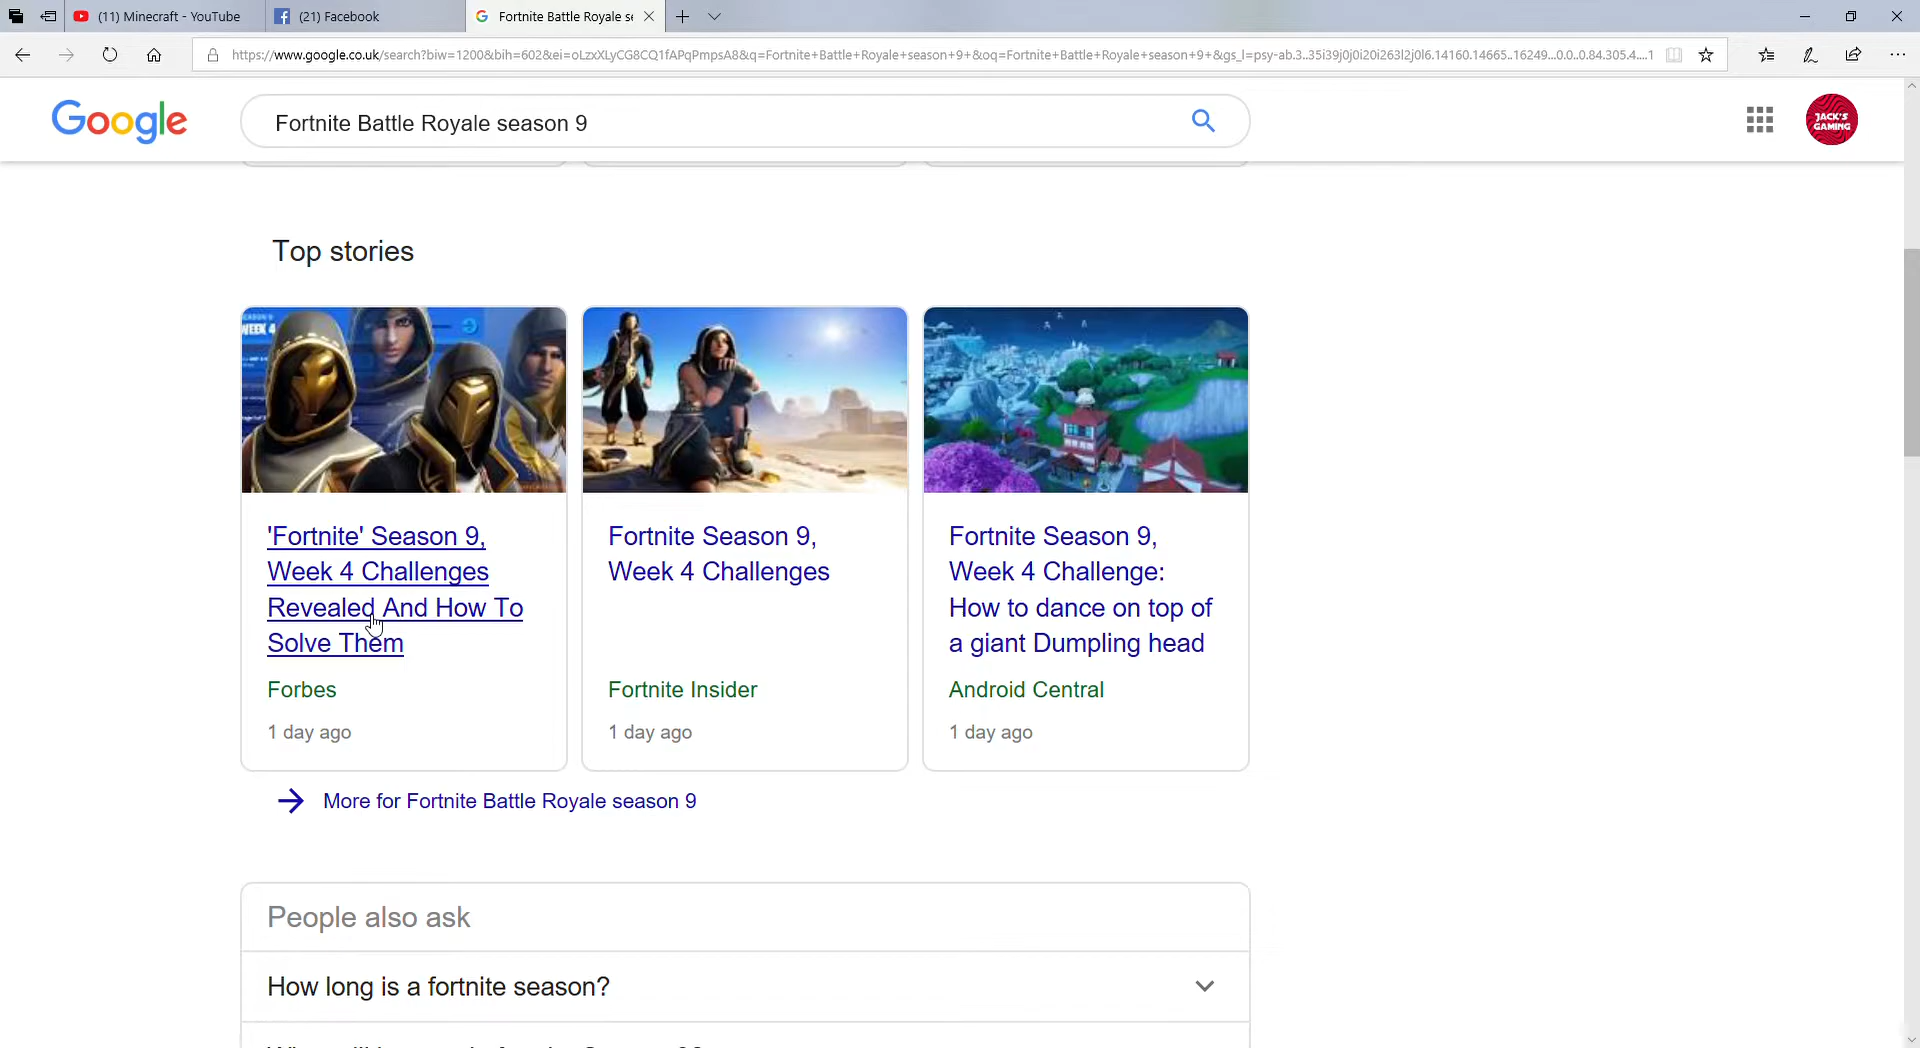 (11) Minecraft - YouTube
(21) Facebook
Fortnite Battle Royale se
https://www.google.co.uk/search?biw=1200&bih=602&ei=oLzxXLyCG8CQ1fAPqPmpsA8&q=Fortnite+Battle+Royale+season+9+&oq=Fortnite+Battle+Royale+season+9+&gs_l=psy-ab.3..35i39j0j0i20i263l2j0l6.14160.14665..16249...0.0..0.84.305.4....1
Google
Fortnite Battle Royale season 9
JACK'S
GAMING
Top stories
SEASON 9
WEEK 4
'Fortnite' Season 9,
Week 4 Challenges
Revealed And How To
Solve Them
Forbes
1 day ago
Fortnite Season 9,
Week 4 Challenges
Fortnite Insider
1 day ago
Fortnite Season 9,
Week 4 Challenge:
How to dance on top of
a giant Dumpling head
Android Central
1 day ago
More for Fortnite Battle Royale season 9
People also ask
How long is a fortnite season?